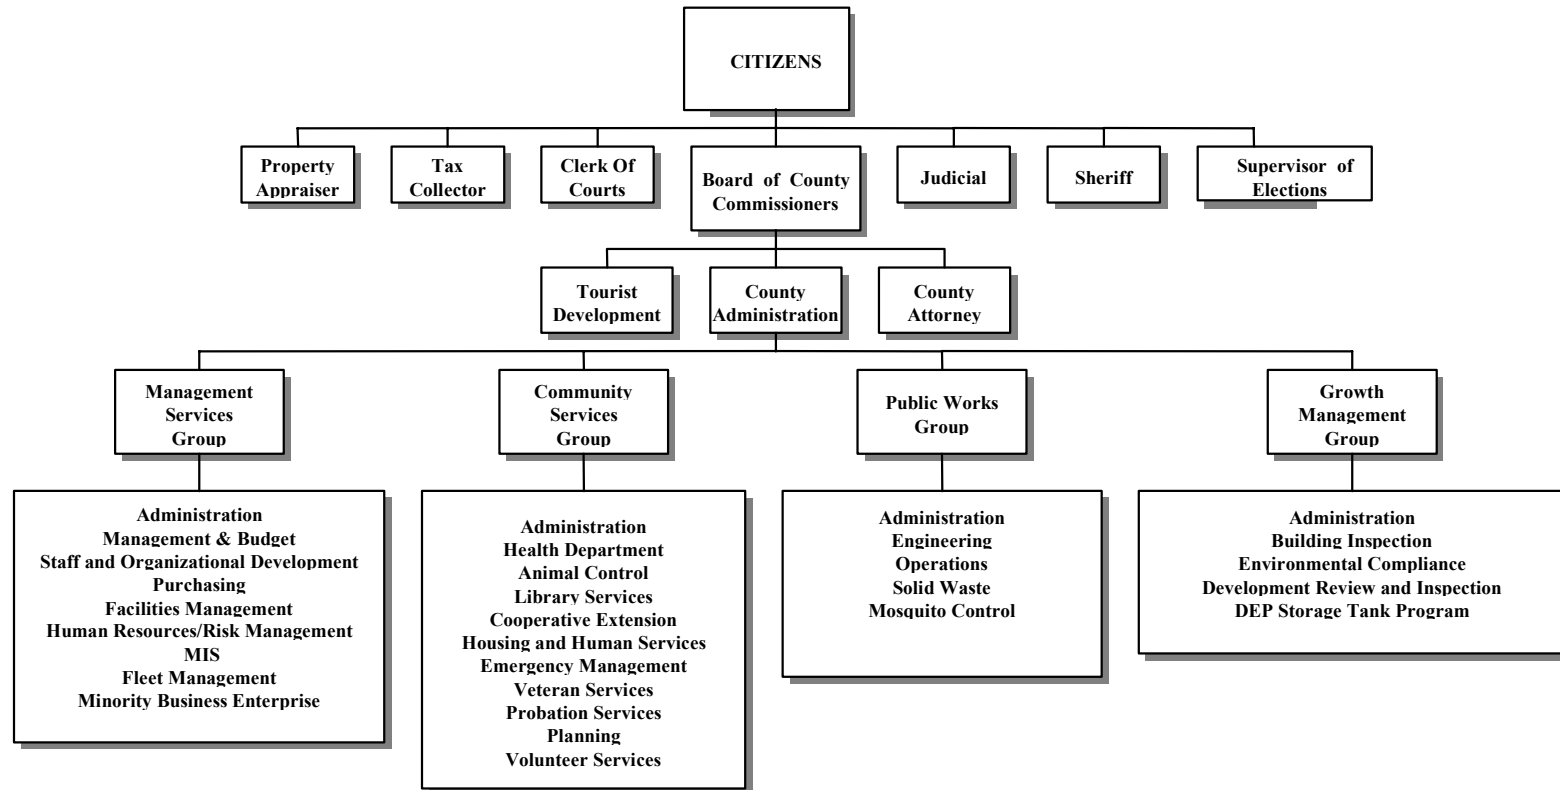 CITIZENS
Property
Appraiser
Tax
Collector
Clerk Of
Courts
Board of County
Commissioners
Judicial
Sheriff
Supervisor of
Elections
Tourist
Development
County
Administration
County
Attorney
Management
Services
Group
Community
Services
Group
Public Works
Group
Growth
Management
Group
Administration
Management & Budget
Staff and Organizational Development
Purchasing
Facilities Management
Human Resources/Risk Management
MIS
Fleet Management
Minority Business Enterprise
Administration
Health Department
Animal Control
Library Services
Cooperative Extension
Housing and Human Services
Emergency Management
Veteran Services
Probation Services
Planning
Volunteer Services
Administration
Engineering
Operations
Solid Waste
Mosquito Control
Administration
Building Inspection
Environmental Compliance
Development Review and Inspection
DEP Storage Tank Program